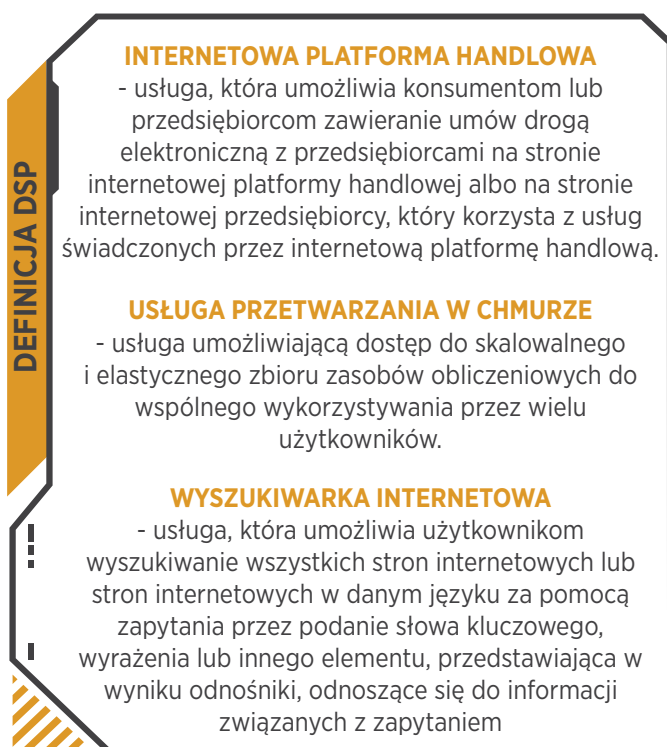 DEFINICJA DSP
INTERNETOWA PLATFORMA HANDLOWA
- usługa, która umożliwia konsumentom lub
przedsiębiorcom zawieranie umów drogą
elektroniczną z przedsiębiorcami na stronie
internetowej platformy handlowej albo na stronie
internetowej przedsiębiorcy, który korzysta z usług
świadczonych przez internetową platformę handlową.
USŁUGA PRZETWARZANIA W CHMURZE
- usługa umożliwiającą dostęp do skalowalnego
i elastycznego zbioru zasobów obliczeniowych do
wspólnego wykorzystywania przez wielu
użytkowników.
WYSZUKIWARKA INTERNETOWA
- usługa, która umożliwia użytkownikom
wyszukiwanie wszystkich stron internetowych lub
stron internetowych w danym języku za pomocą
zapytania przez podanie słowa kluczowego,
wyrażenia lub innego elementu, przedstawiająca w
wyniku odnośniki, odnoszące się do informacji
związanych z zapytaniem